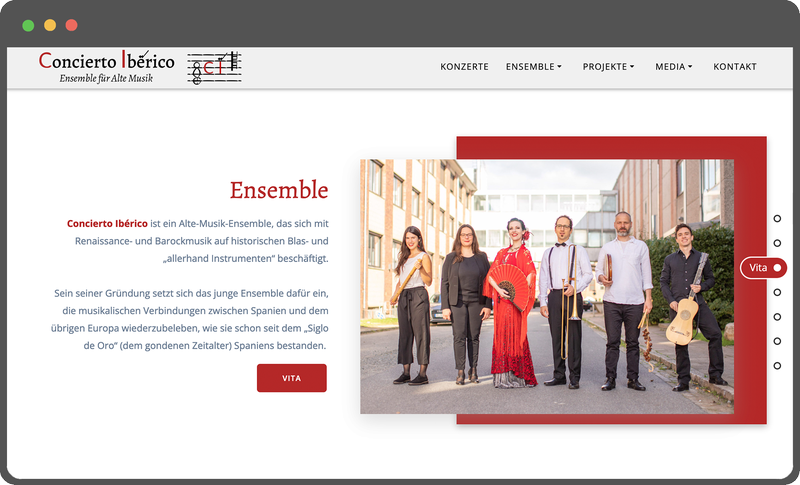 Concierto Ibérico
Ensemble für Alte Musik
KONZERTE ENSEMBLE PROJEKTE MEDIA KONTAKT
Ensemble
Concierto Ibérico ist ein Alte-Musik-Ensemble, das sich mit
Renaissance- und Barockmusik auf historischen Blas- und
„allerhand Instrumenten“ beschäftigt.
Sein seiner Gründung setzt sich das junge Ensemble dafür ein,
die musikalischen Verbindungen zwischen Spanien und dem
übrigen Europa wiederzubeleben, wie sie schon seit dem „Siglo
de Oro“ (dem gondenen Zeitalter) Spaniens bestanden.
VITA
Vita